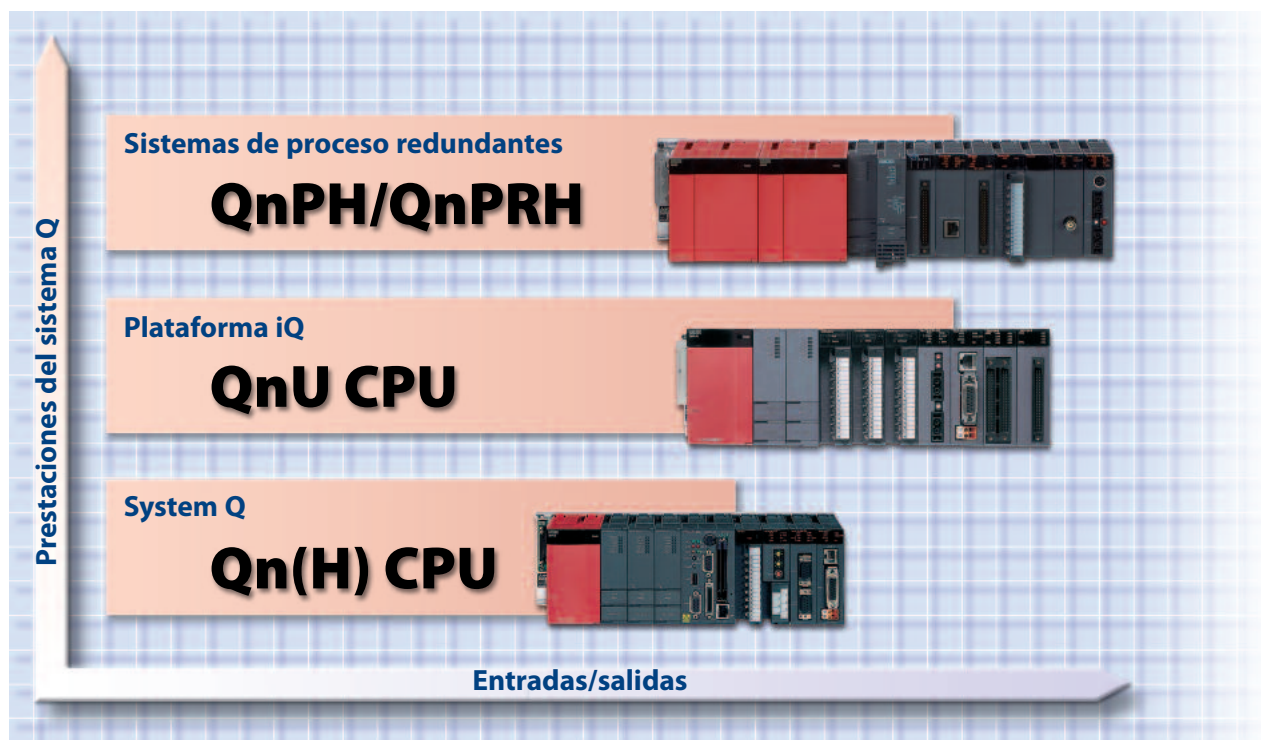 Sistemas de proceso redundantes
QnPH/QnPRH
Plataforma iQ
QnU CPU
System Q
Qn(H) CPU
Prestaciones del sistema Q
Entradas/salidas